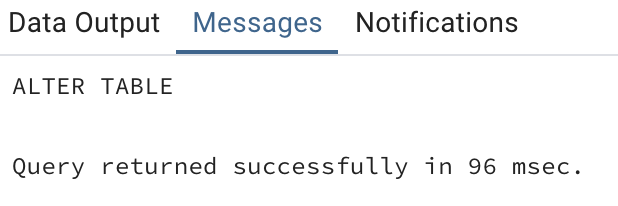 Data Output Messages Notifications
ALTER TABLE
Query returned successfully in 96 msec.